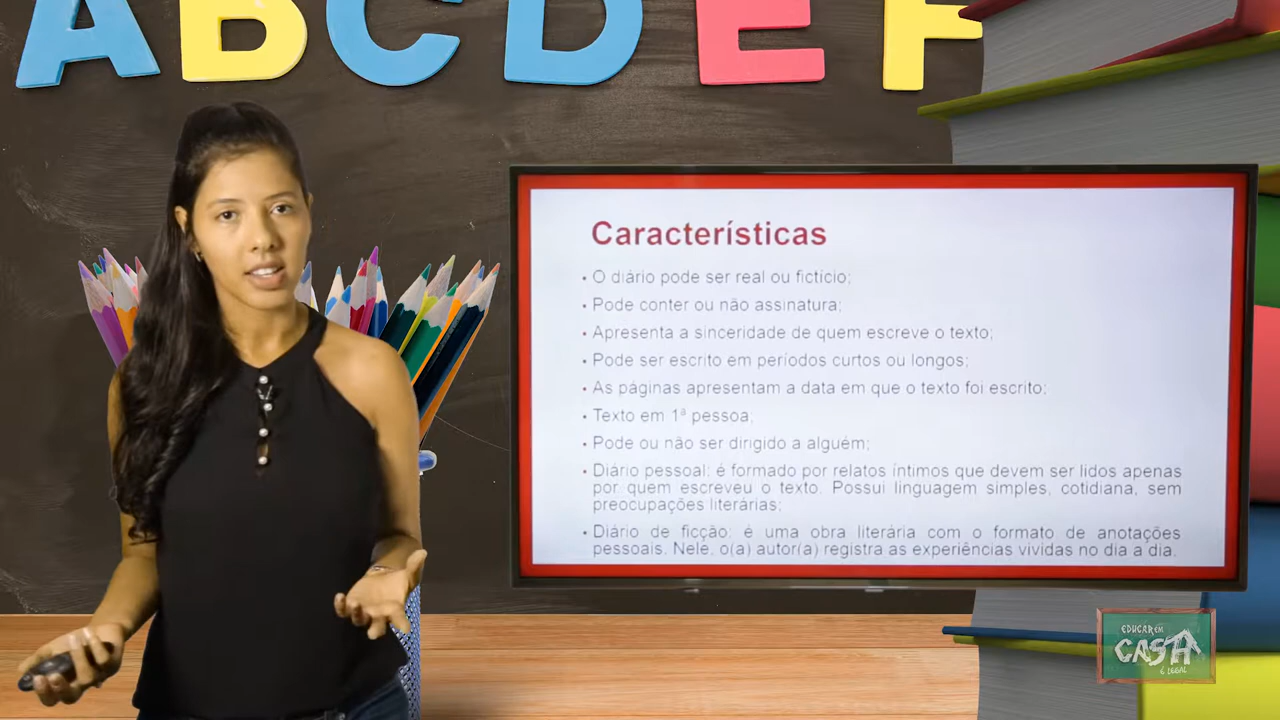 ABCDEF
Características
• O diário pode ser real ou fictício;
• Pode conter ou não assinatura;
• Apresenta a sinceridade de quem escreve o texto;
• Pode ser escrito em períodos curtos ou longos;
• As páginas apresentam a data em que o texto foi escrito;
• Texto em 1ª pessoa;
• Pode ou não ser dirigido a alguém;
• Diário pessoal: é formado por relatos íntimos que devem ser lidos apenas
por quem escreveu o texto. Possui linguagem simples, cotidiana, sem
preocupações literárias;
• Diário de ficção: é uma obra literária com o formato de anotações
pessoais. Nele, o(a) autor(a) registra as experiências vividas no dia a dia.
EDUCAR EM
CASA
É LEGAL